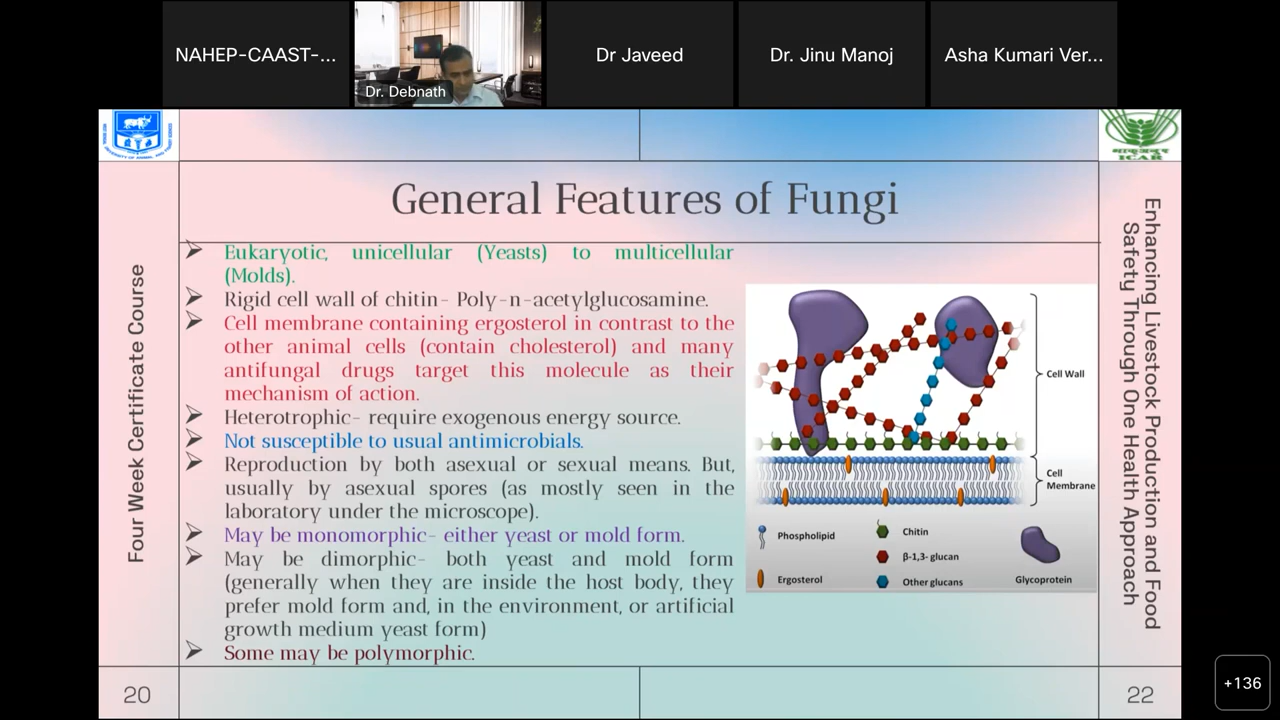 NAHEP-CAAST-...
Dr. Debnath
Dr Javeed
Dr. Jinu Manoj
Asha Kumari Ver...
ICAR
General Features of Fungi
Four Week Certificate Course
Eukaryotic, unicellular (Yeasts) to multicellular
(Molds).
Rigid cell wall of chitin- Poly-n-acetylglucosamine.
Cell membrane containing ergosterol in contrast to the
other animal cells (contain cholesterol) and many
antifungal drugs target this molecule as their
mechanism of action.
Heterotrophic- require exogenous energy source.
Not susceptible to usual antimicrobials.
Reproduction by both asexual or sexual means. But,
usually by asexual spores (as mostly seen in the
laboratory under the microscope).
May be monomorphic- either yeast or mold form.
May be dimorphic- both yeast and mold form
(generally when they are inside the host body, they
prefer mold form and, in the environment, or artificial
growth medium yeast form)
Some may be polymorphic.
Cell Wall
Cell
Membrane
Phospholipid
Ergosterol
Chitin
β-1,3- glucan
Other glucans
Glycoprotein
Enhancing Livestock Production and Food
Safety Through One Health Approach
20
22
+136